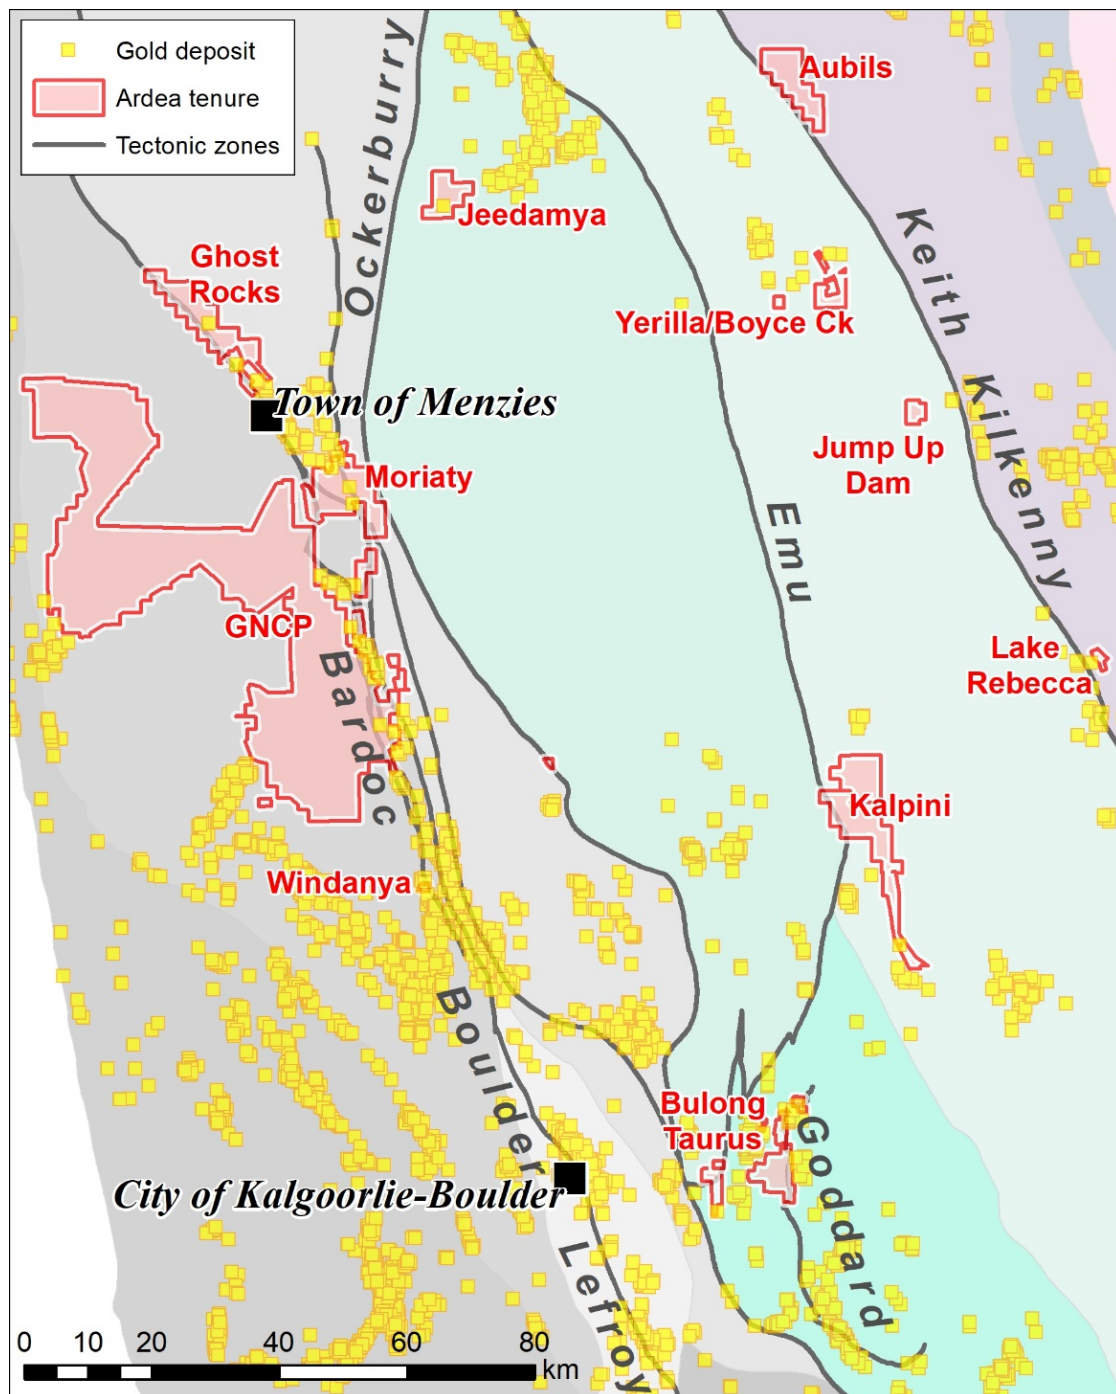 Gold deposit
Ardea tenure
Tectonic zones
Ockerburry
Aubils
Jeedamya
Keith Kilkenny
Ghost
Rocks
Yerilla/Boyce Ck
Town of Menzies
Moriaty
Jump Up
Dam
Emu
GNCP
Bardoc
Lake
Rebecca
Kalpini
Windanya
Boulder
Bulong
Taurus
Goddard
City of Kalgoorlie-Boulder
Lefroy
0 10 20 40 60 80
km